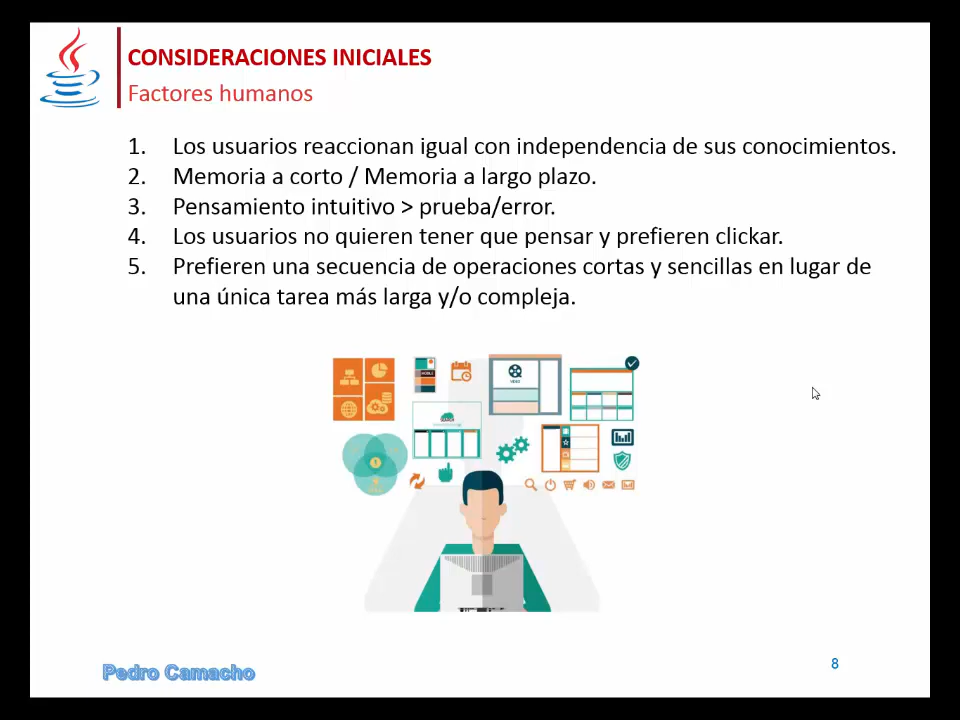 CONSIDERACIONES INICIALES
Factores humanos
1. Los usuarios reaccionan igual con independencia de sus conocimientos.
2. Memoria a corto / Memoria a largo plazo.
3. Pensamiento intuitivo > prueba/error.
4. Los usuarios no quieren tener que pensar y prefieren clickar.
5. Prefieren una secuencia de operaciones cortas y sencillas en lugar de
una única tarea más larga y/o compleja.
Pedro Camacho
8